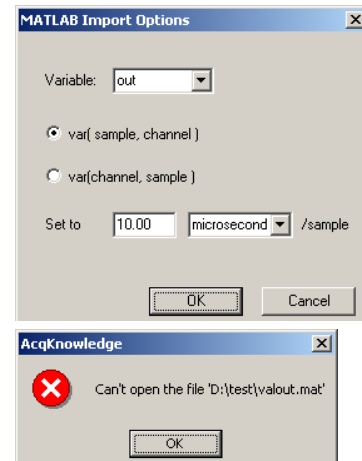 MATLAB Import Options
Variable: out
var( sample, channel )
var(channel, sample )
Set to 10.00 microsecond /sample
OK Cancel
AcqKnowledge
Can't open the file 'D:\test\valout.mat'
OK